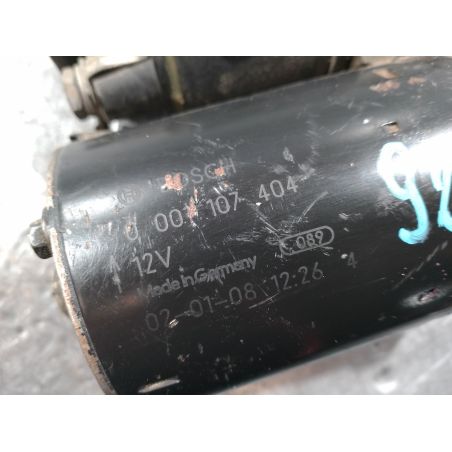 BOSCH
0 001 107 404
12V
089
Made in Germany
02-01-08 12:26 4